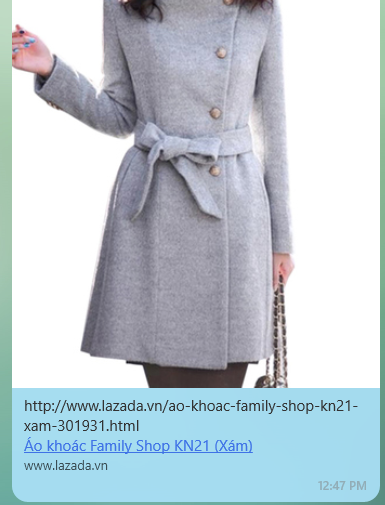 http://www.lazada.vn/ao-khoac-family-shop-kn21-
xam-301931.html
Áo khoác Family Shop KN21 (Xám)
www.lazada.vn
12:47 PM